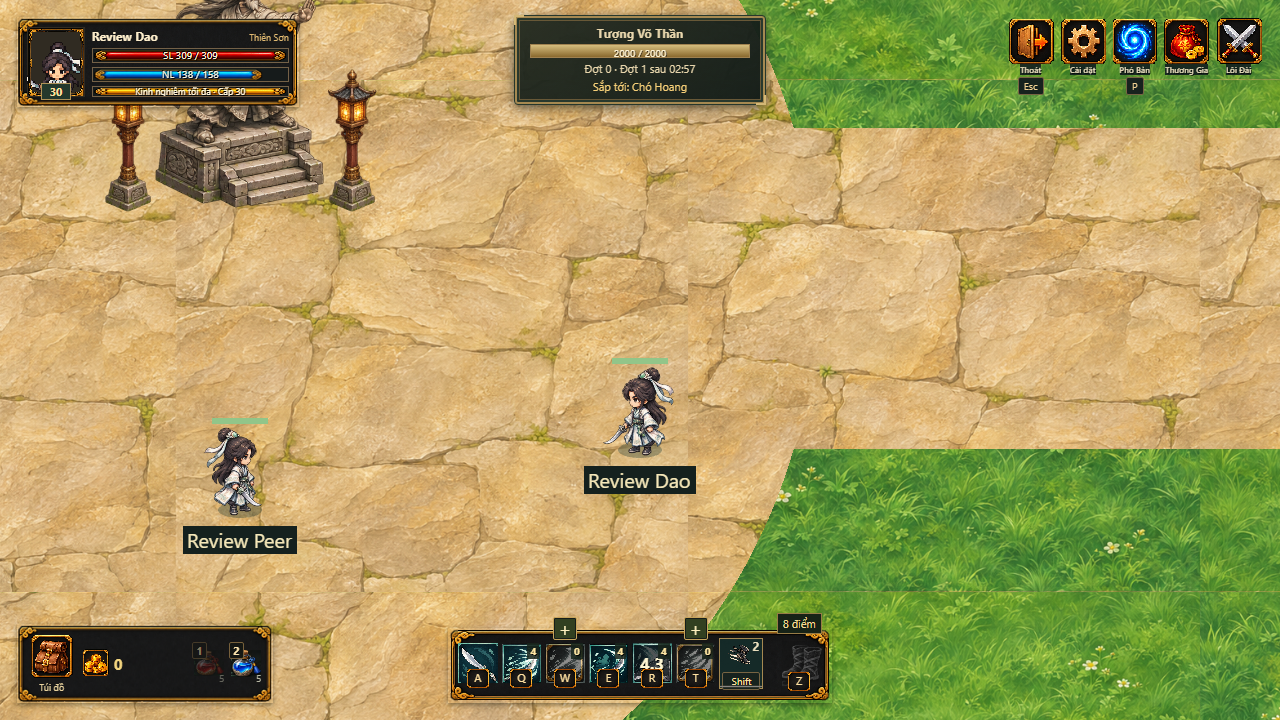 Review Dao
Thiên Sơn
SL 309 / 309
NL 138 / 158
30
Kinh nghiệm tối đa - Cấp 30
Tượng Võ Thần
2000 / 2000
Đợt 0 · Đợt 1 sau 02:57
Sắp tới: Chó Hoang
Thoát
Cài đặt
Phó Bản
Thương Gia
Lôi Đài
Esc
P
Review Dao
Review Peer
Túi đồ
0
1
5
2
5
+
+
8 điểm
A
4
Q
0
W
4
E
4
4.3
R
0
T
2
Shift
Z